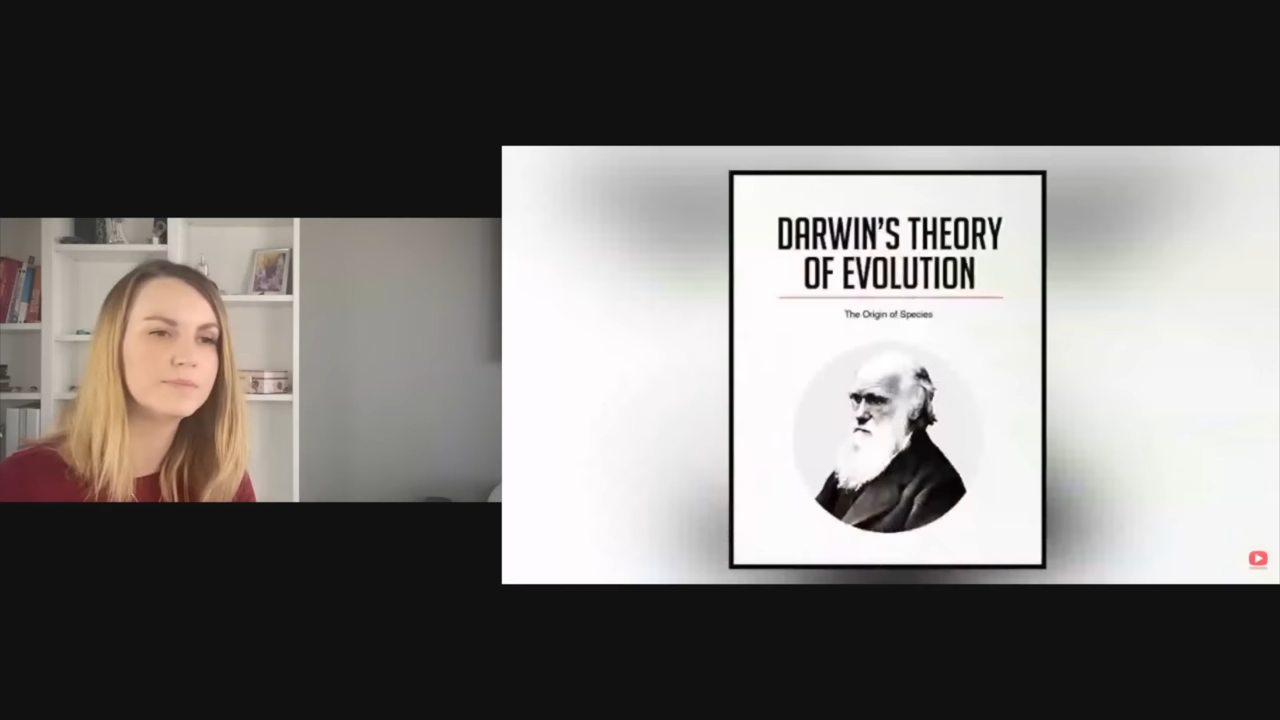 DARWIN'S THEORY
OF EVOLUTION
The Origin of Species